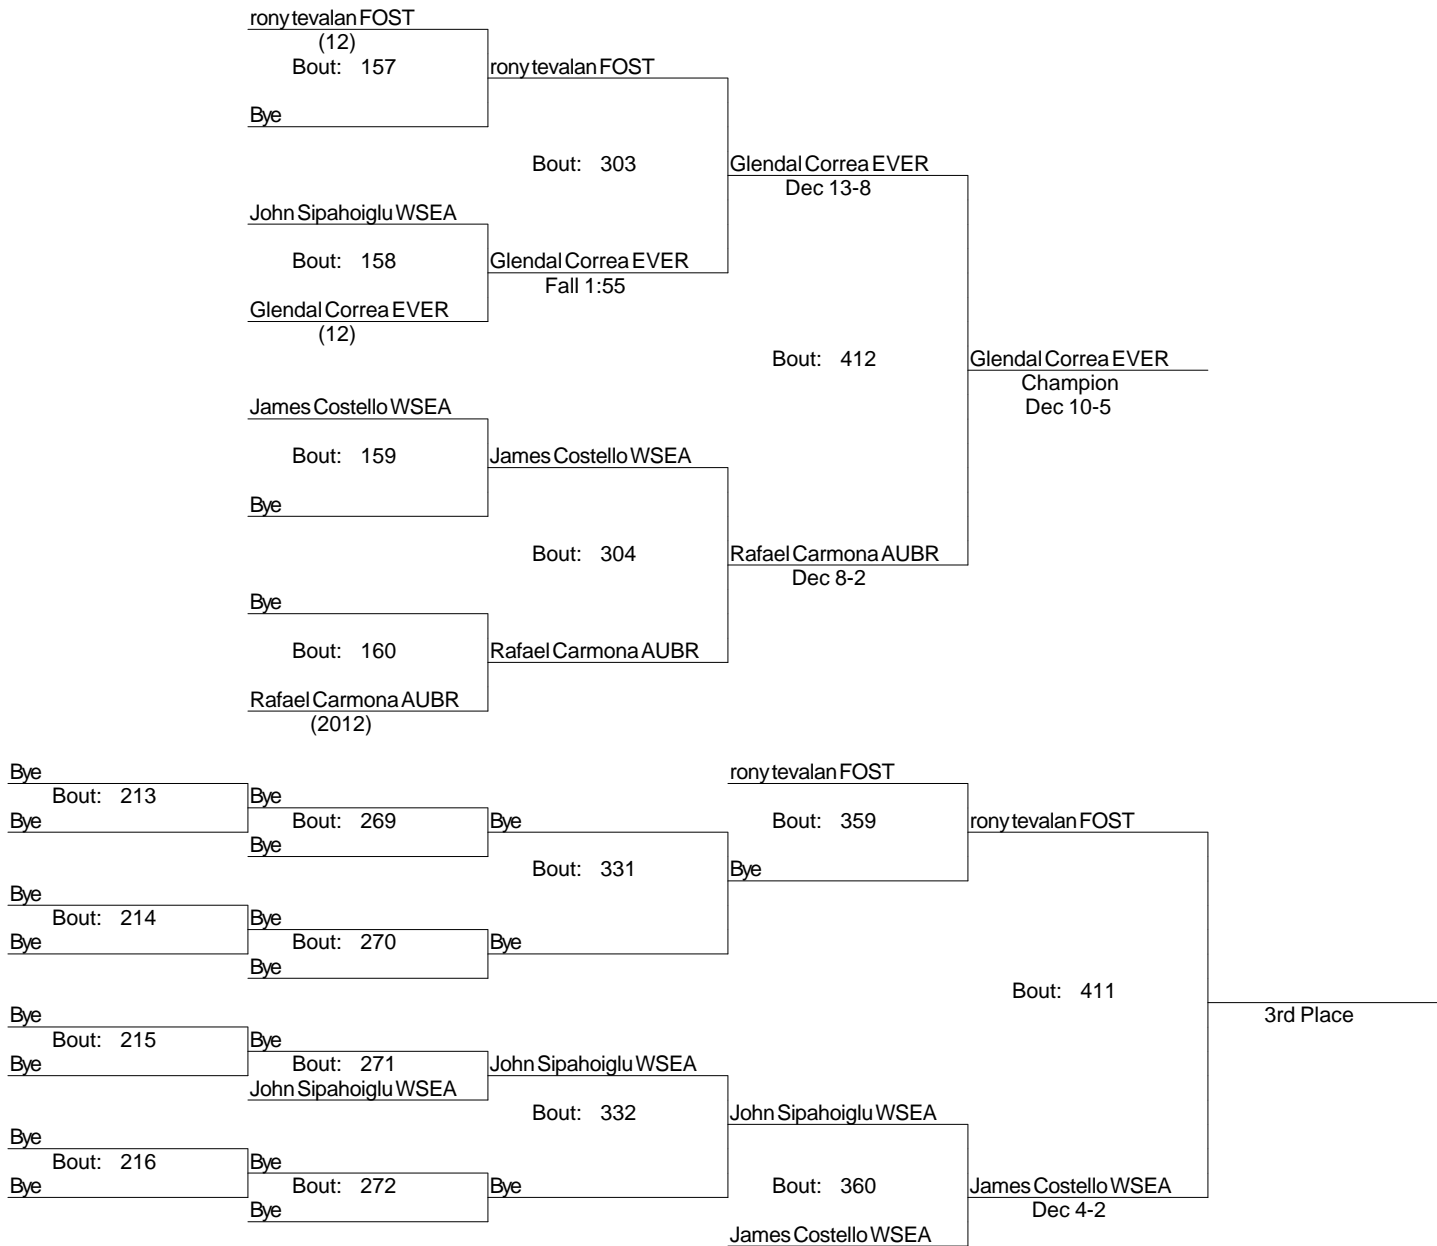 rony tevalan FOST
(12)
Bout: 157
rony tevalan FOST
Bye
Bout: 303
Glendal Correa EVER
Dec 13-8
John Sipahoiglu WSEA
Bout: 158
Glendal Correa EVER
Fall 1:55
Glendal Correa EVER
(12)
Bout: 412
Glendal Correa EVER
Champion
Dec 10-5
James Costello WSEA
Bout: 159
James Costello WSEA
Bye
Bout: 304
Rafael Carmona AUBR
Dec 8-2
Bye
Bout: 160
Rafael Carmona AUBR
Rafael Carmona AUBR
(2012)
Bye
Bout: 213
Bye
Bye
Bout: 269
Bye
Bye
Bout: 331
rony tevalan FOST
Bout: 359
Bye
rony tevalan FOST
Bye
Bout: 214
Bye
Bye
Bout: 270
Bye
Bye
Bout: 411
3rd Place
Bye
Bout: 215
Bye
Bye
Bout: 271
John Sipahoiglu WSEA
John Sipahoiglu WSEA
Bout: 332
John Sipahoiglu WSEA
Bye
Bout: 216
Bye
Bye
Bout: 272
Bye
Bye
Bout: 360
James Costello WSEA
Dec 4-2
James Costello WSEA